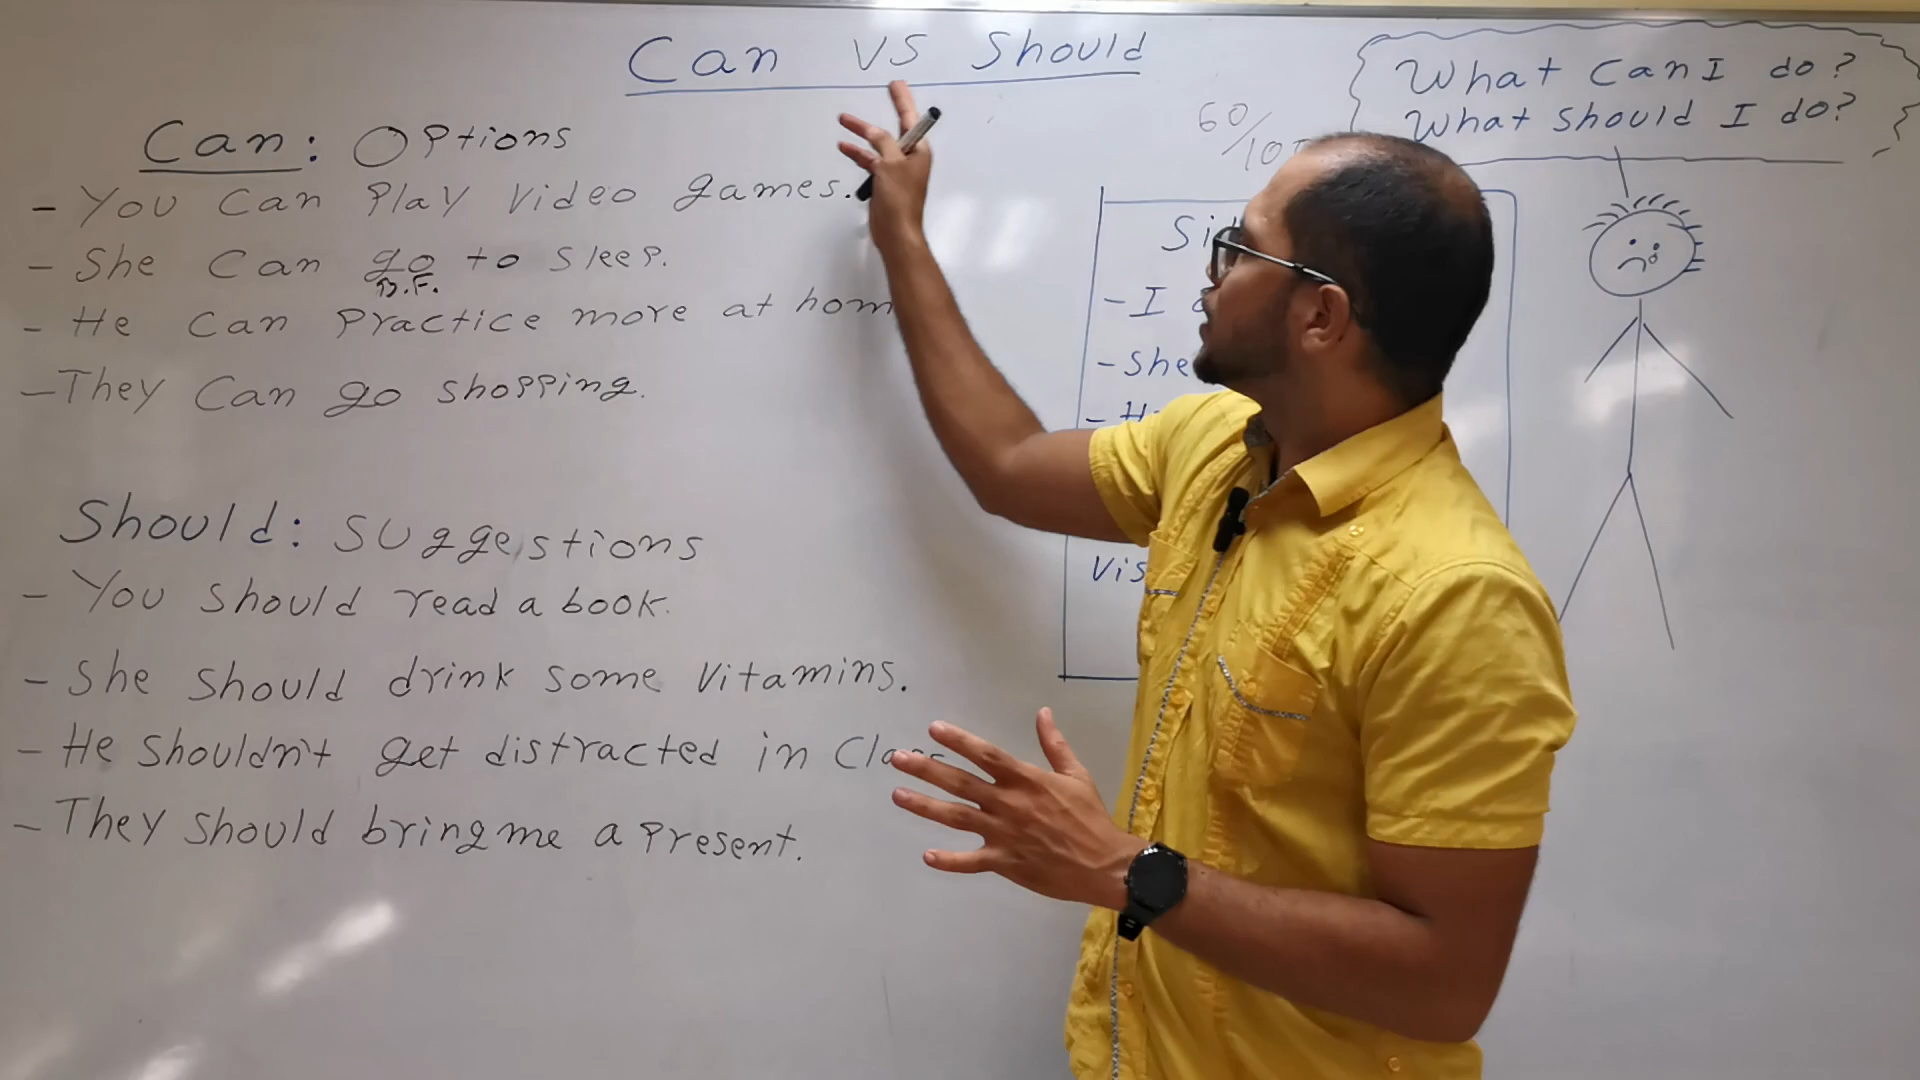 Can VS Should
Can: Options
- You Can Play Video games.
- She Can go to Sleep.
B.F.
- He Can Practice more at hom
- They Can go shopping.
Should: Suggestions
- You Should read a book.
- She Should drink some Vitamins.
- He Shouldn't get distracted in Class
- They Should bring me a Present.
60/10
What Can I do?
What Should I do?
- I
- She
- H
Vis